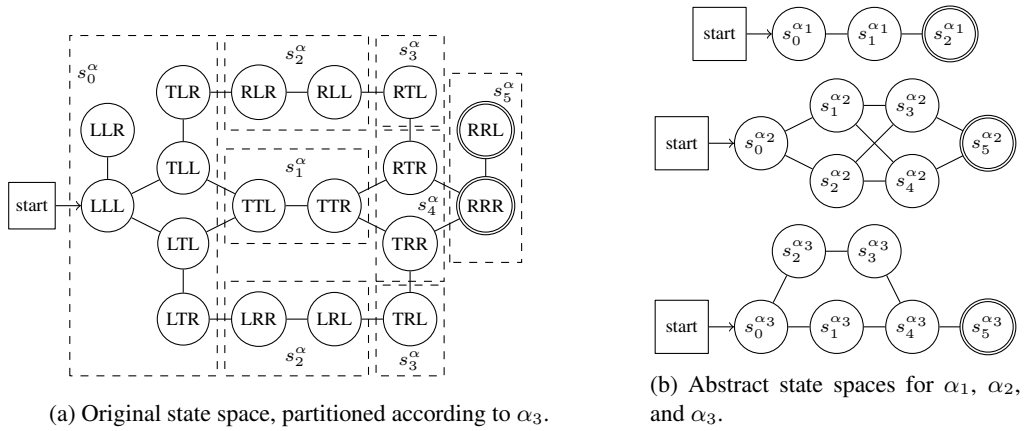 s_0^α
s_2^α
s_3^α
s_5^α
TLR
RLR
RLL
RTL
LLR
RRL
TLL
s_1^α
RTR
start
LLL
TTL
TTR
s_4^α
RRR
LTL
TRR
LTR
LRR
LRL
TRL
s_2^α
s_3^α
(a) Original state space, partitioned according to α_3.
start
s_0^{α_1}
s_1^{α_1}
s_2^{α_1}
s_1^{α_2}
s_3^{α_2}
start
s_0^{α_2}
s_5^{α_2}
s_2^{α_2}
s_4^{α_2}
s_2^{α_3}
s_3^{α_3}
start
s_0^{α_3}
s_1^{α_3}
s_4^{α_3}
s_5^{α_3}
(b) Abstract state spaces for α_1, α_2,
and α_3.